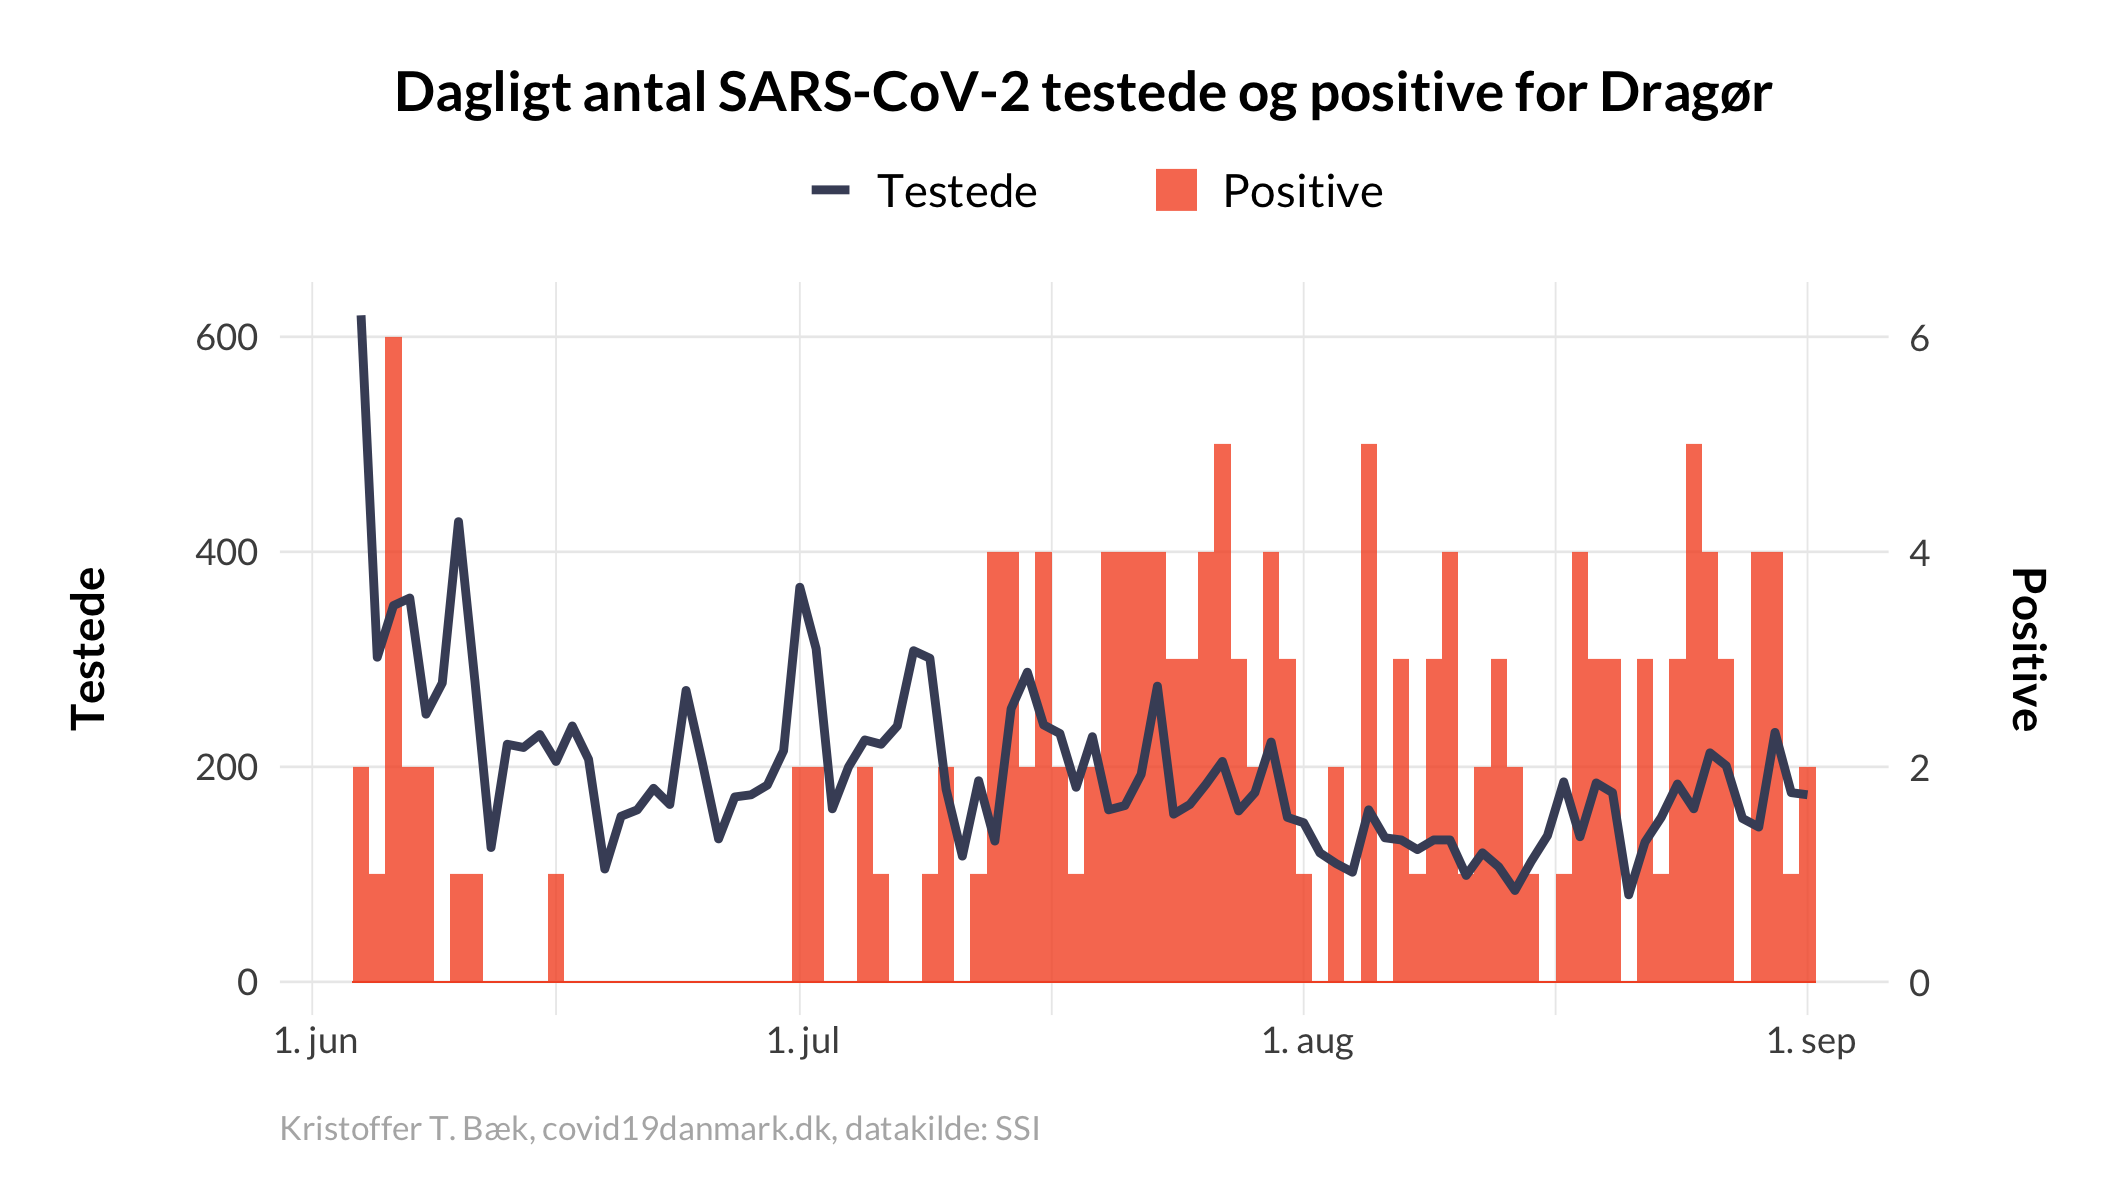 Dagligt antal SARS-CoV-2 testede og positive for Dragør
Testede
Positive
600
400
200
0
Testede
6
4
2
0
Positive
1. jun
1. jul
1. aug
1. sep
Kristoffer T. Bæk, covid19danmark.dk, datakilde: SSI